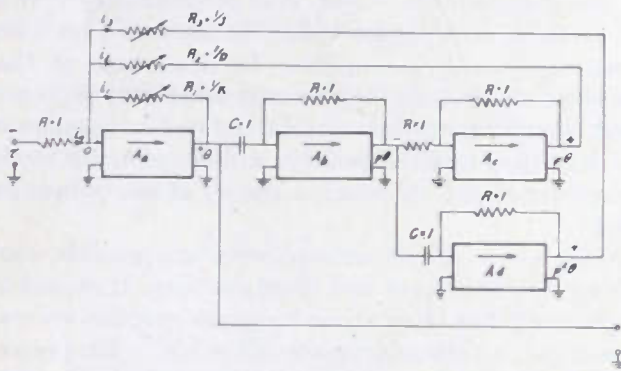 i₃ R₃ = 1/J
i₂ R₂ = 1/D
i₁ R₁ = 1/K
R=1 R=1 R=1
- R=1 i₀ + θ C=1 - +
τ Aa Ab pθ Ac pθ
R=1
C=1 +
Ad p²θ